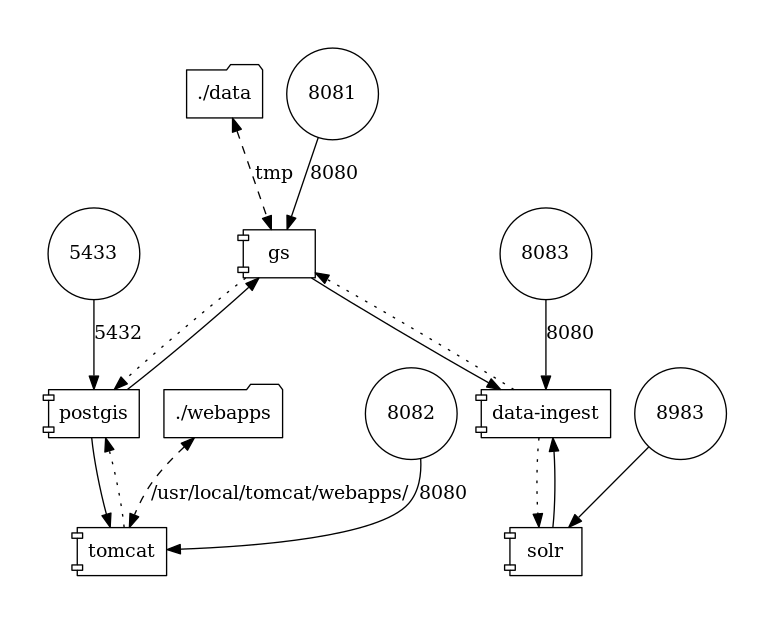 ./data
8081
tmp
8080
5433
gs
8083
5432
8080
postgis
./webapps
8082
data-ingest
8983
/usr/local/tomcat/webapps/
8080
tomcat
solr